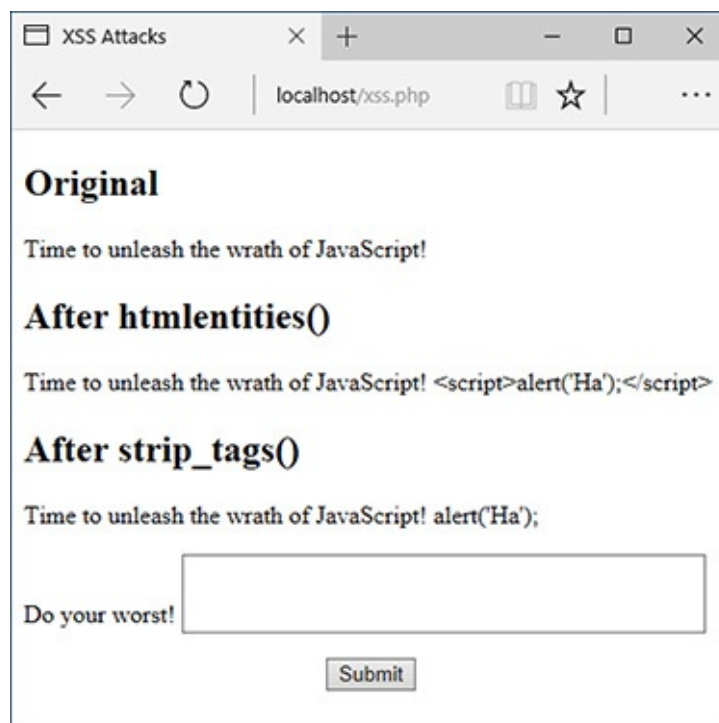 XSS Attacks
localhost/xss.php
Original
Time to unleash the wrath of JavaScript!
After htmlentities()
Time to unleash the wrath of JavaScript! <script>alert('Ha');</script>
After strip_tags()
Time to unleash the wrath of JavaScript! alert('Ha');
Do your worst!
Submit